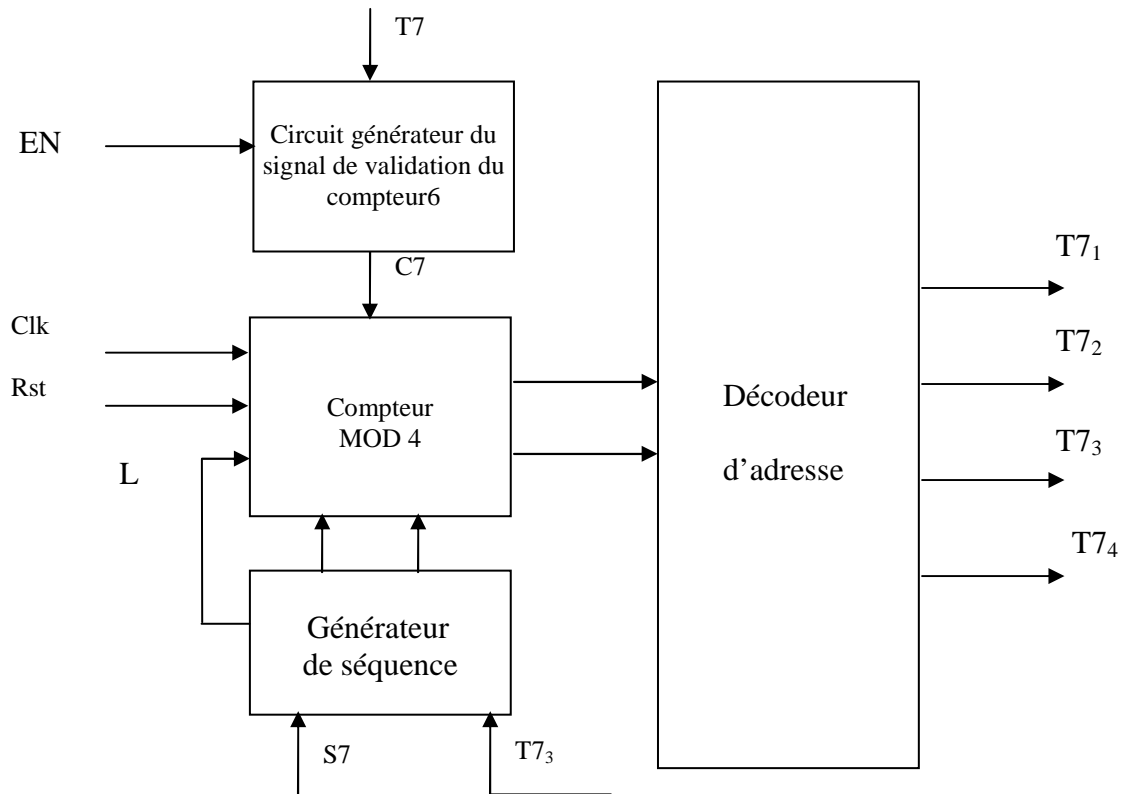 T7
EN
Circuit générateur du
signal de validation du
compteur6
C7
T7₁
Clk
T7₂
Rst
Compteur
MOD 4
Décodeur
d’adresse
T7₃
L
T7₄
Générateur
de séquence
S7
T7₃